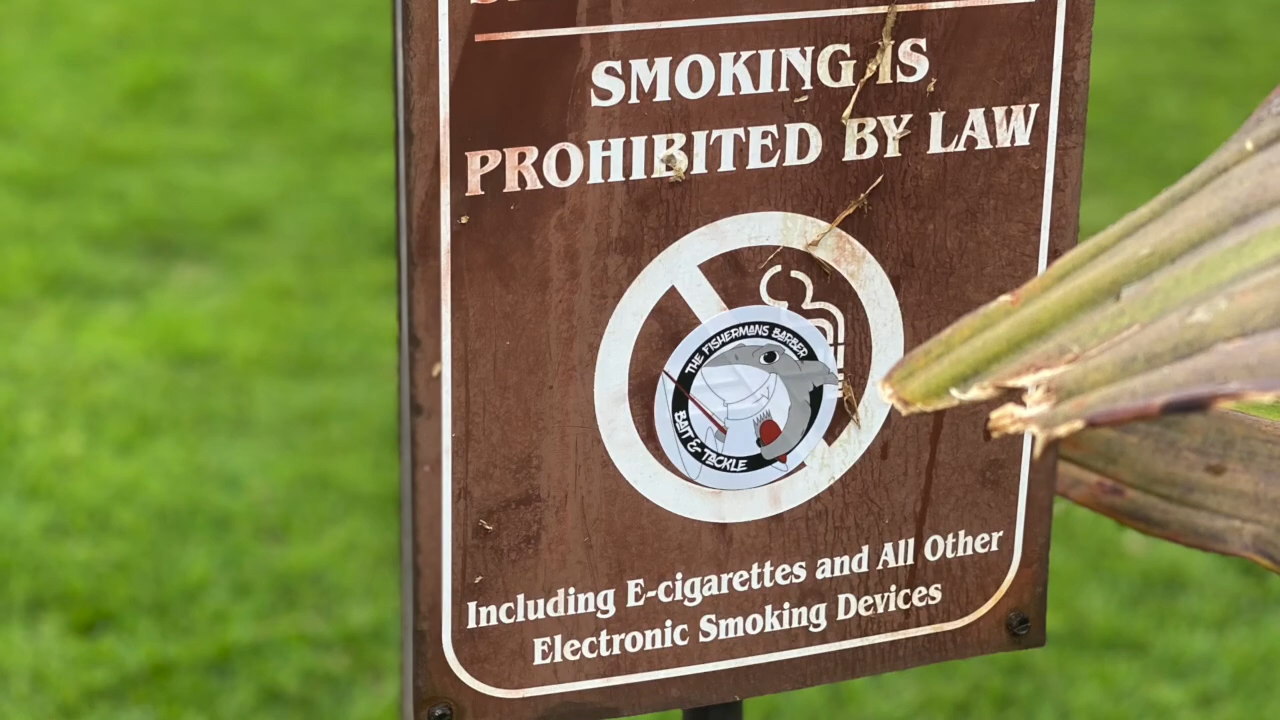 SMOKING IS
PROHIBITED BY LAW
THE FISHERMANS BARBER
BAIT & TACKLE
Including E-cigarettes and All Other
Electronic Smoking Devices